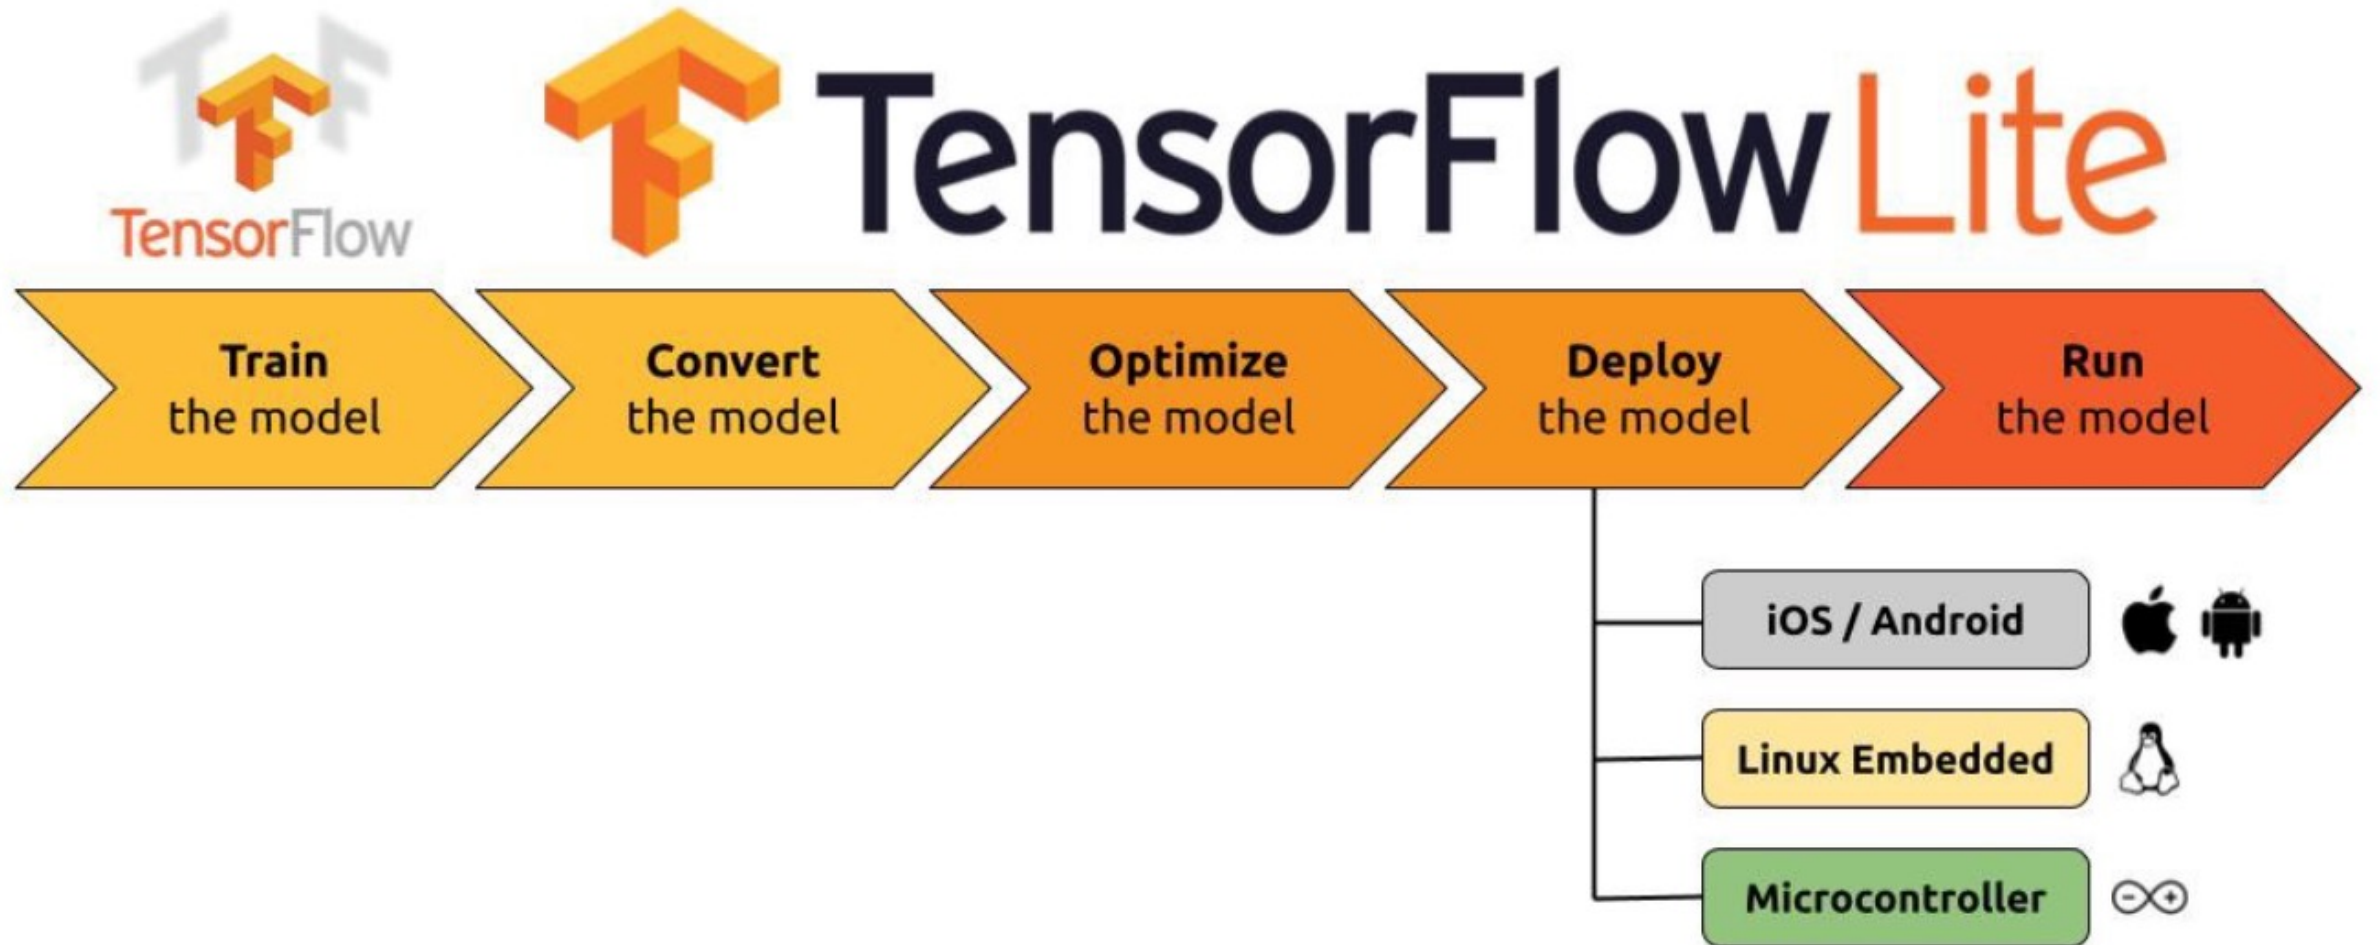 TensorFlow
TensorFlow Lite
Train
the model
Convert
the model
Optimize
the model
Deploy
the model
Run
the model
iOS / Android
Linux Embedded
Microcontroller